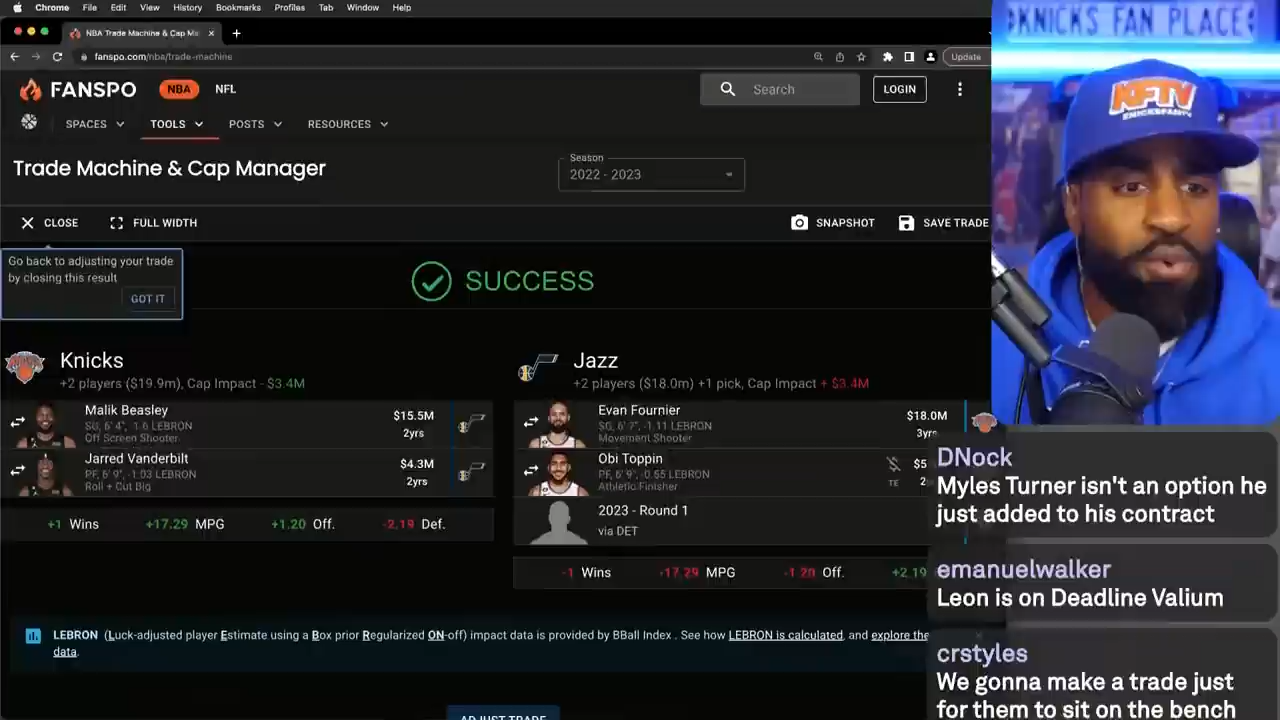 Chrome File Edit View History Bookmarks Profiles Tab Window Help
NBA Trade Machine & Cap Ma
fanspo.com/nba/trade-machine
Update
FANSPO NBA NFL
Search
LOGIN
SPACES TOOLS POSTS RESOURCES
Trade Machine & Cap Manager
Season
2022 - 2023
CLOSE FULL WIDTH
SNAPSHOT SAVE TRADE
Go back to adjusting your trade
by closing this result
GOT IT
SUCCESS
Knicks
+2 players ($19.9m), Cap Impact - $3.4M
Malik Beasley
SG, 6' 4", -1.6 LEBRON
Off Screen Shooter
$15.5M
2yrs
Jarred Vanderbilt
PF, 6' 9", -1.03 LEBRON
Roll + Cut Big
$4.3M
2yrs
+1 Wins +17.29 MPG +1.20 Off. -2.19 Def.
Jazz
+2 players ($18.0m) +1 pick, Cap Impact + $3.4M
Evan Fournier
SG, 6' 7", -1.11 LEBRON
Movement Shooter
$18.0M
3yrs
Obi Toppin
PF, 6' 9", -0.55 LEBRON
Athletic Finisher
TE
$5
2
2023 - Round 1
via DET
-1 Wins -17.29 MPG -1.20 Off. +2.19
LEBRON (Luck-adjusted player Estimate using a Box prior Regularized ON-off) impact data is provided by BBall Index . See how LEBRON is calculated, and explore the
data.
ADJUST TRADE
KNICKS FAN PLACE
KFTV
KNICKSFANTV
DNock
Myles Turner isn't an option he
just added to his contract
emanuelwalker
Leon is on Deadline Valium
crstyles
We gonna make a trade just
for them to sit on the bench